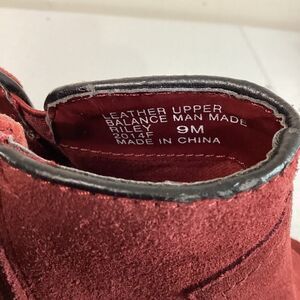 LEATHER UPPER
BALANCE MAN MADE
RILEY 9M
2014F
MADE IN CHINA